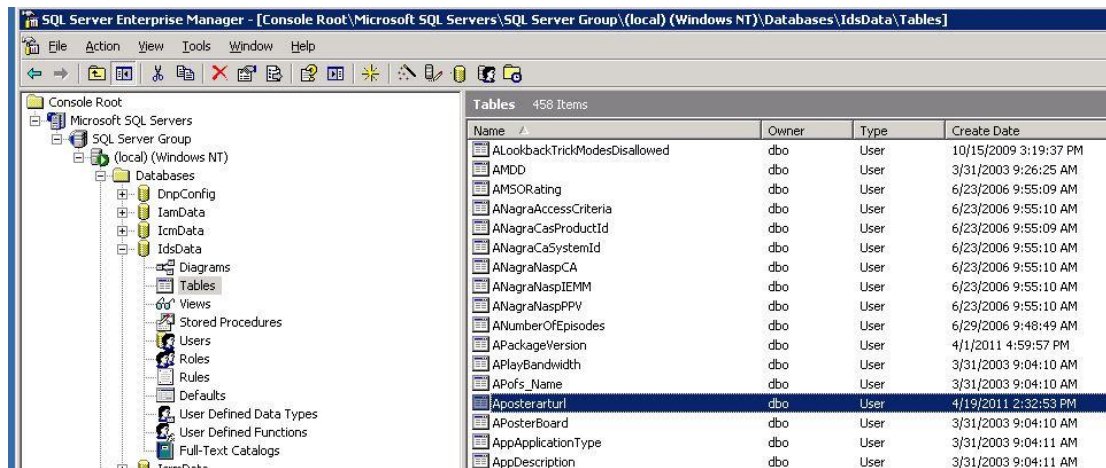 SQL Server Enterprise Manager - [Console Root\Microsoft SQL Servers\SQL Server Group\(local) (Windows NT)\Databases\IdsData\Tables]
File Action View Tools Window Help
Console Root
Microsoft SQL Servers
SQL Server Group
(local) (Windows NT)
Databases
DnpConfig
IamData
IcmData
IdsData
Diagrams
Tables
Views
Stored Procedures
Users
Roles
Rules
Defaults
User Defined Data Types
User Defined Functions
Full-Text Catalogs
Tables 458 Items
Name Owner Type Create Date
ALookbackTrickModesDisallowed dbo User 10/15/2009 3:19:37 PM
AMDD dbo User 3/31/2003 9:26:25 AM
AMSORating dbo User 6/23/2006 9:55:09 AM
ANagraAccessCriteria dbo User 6/23/2006 9:55:10 AM
ANagraCasProductId dbo User 6/23/2006 9:55:09 AM
ANagraCaSystemId dbo User 6/23/2006 9:55:10 AM
ANagraNaspCA dbo User 6/23/2006 9:55:10 AM
ANagraNaspIEMM dbo User 6/23/2006 9:55:10 AM
ANagraNaspPPV dbo User 6/23/2006 9:55:10 AM
ANumberOfEpisodes dbo User 6/29/2006 9:48:49 AM
APackageVersion dbo User 4/1/2011 4:59:57 PM
APlayBandwidth dbo User 3/31/2003 9:04:10 AM
APofs_Name dbo User 3/31/2003 9:04:10 AM
Aposterarturl dbo User 4/19/2011 2:32:53 PM
APosterBoard dbo User 3/31/2003 9:04:10 AM
AppApplicationType dbo User 3/31/2003 9:04:11 AM
AppDescription dbo User 3/31/2003 9:04:11 AM